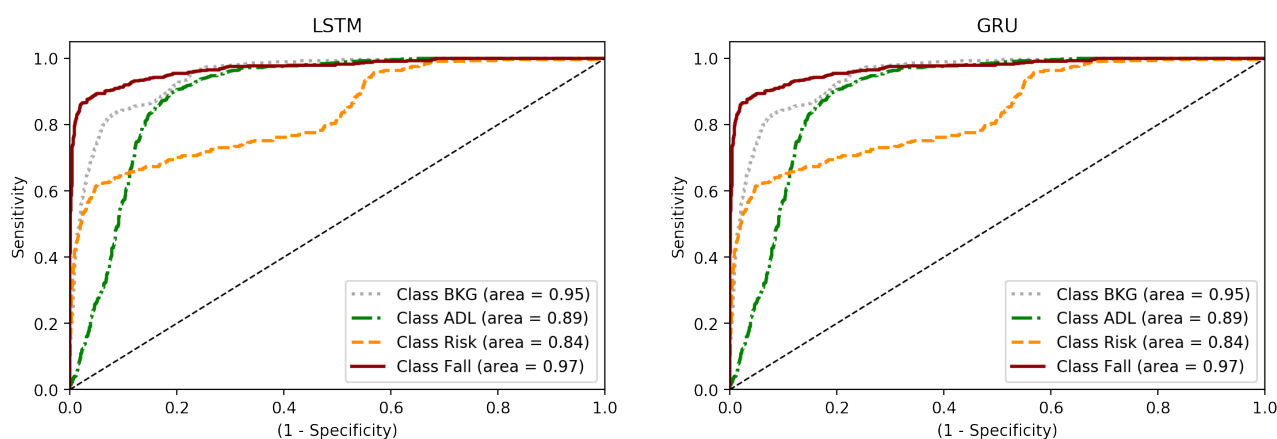 LSTM
1.0
0.8
0.6
0.4
0.2
0.0
Sensitivity
Class BKG (area = 0.95)
Class ADL (area = 0.89)
Class Risk (area = 0.84)
Class Fall (area = 0.97)
0.0 0.2 0.4 0.6 0.8 1.0
(1 - Specificity)
GRU
1.0
0.8
0.6
0.4
0.2
0.0
Sensitivity
Class BKG (area = 0.95)
Class ADL (area = 0.89)
Class Risk (area = 0.84)
Class Fall (area = 0.97)
0.0 0.2 0.4 0.6 0.8 1.0
(1 - Specificity)